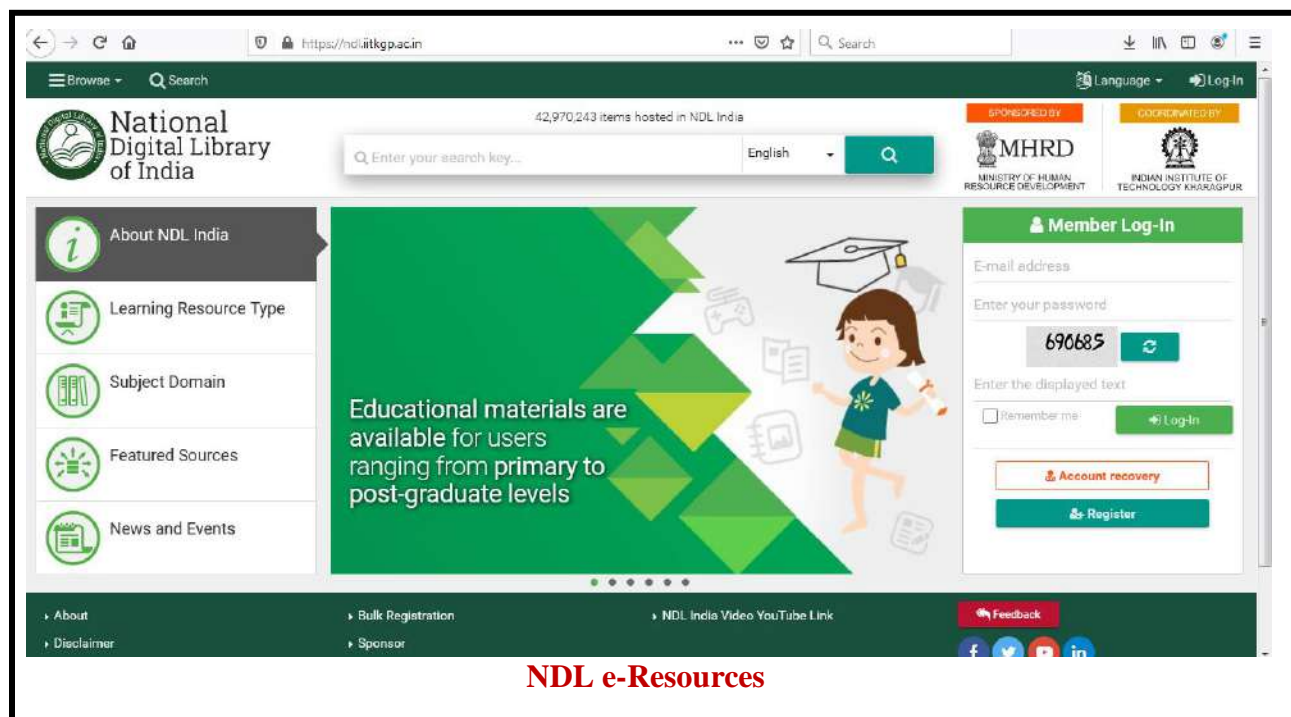 https://ndl.iitkgp.ac.in
Search
Browse
Search
Language
Log-In
National
Digital Library
of India
42,970,243 items hosted in NDL India
Enter your search key...
English
SPONSORED BY
MHRD
MINISTRY OF HUMAN
RESOURCE DEVELOPMENT
COORDINATED BY
INDIAN INSTITUTE OF
TECHNOLOGY KHARAGPUR
About NDL India
Learning Resource Type
Subject Domain
Featured Sources
News and Events
Educational materials are
available for users
ranging from primary to
post-graduate levels
Member Log-In
E-mail address
Enter your password
690685
Enter the displayed text
Remember me
Log-In
Account recovery
Register
About
Bulk Registration
NDL India Video YouTube Link
Feedback
Disclaimer
Sponsor
NDL e-Resources